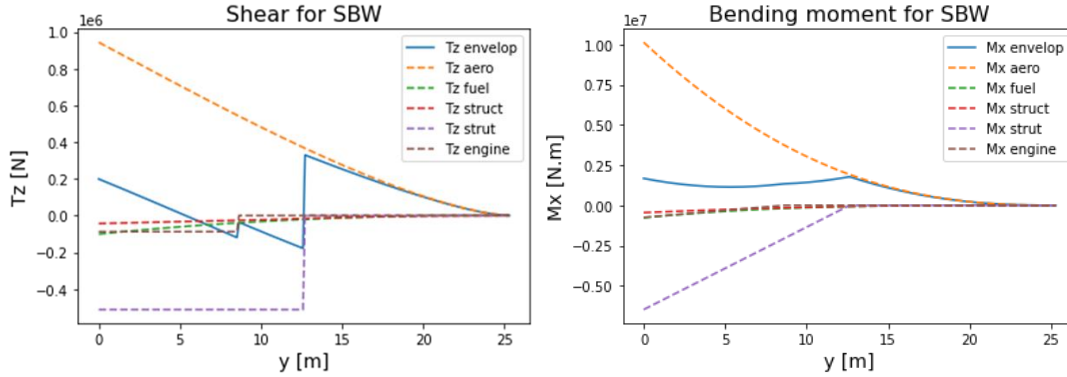 Shear for SBW
1e6
Tz [N]
1.0
0.8
0.6
0.4
0.2
0.0
−0.2
−0.4
Tz envelop
Tz aero
Tz fuel
Tz struct
Tz strut
Tz engine
0 5 10 15 20 25
y [m]
Bending moment for SBW
1e7
Mx [N.m]
1.00
0.75
0.50
0.25
0.00
−0.25
−0.50
Mx envelop
Mx aero
Mx fuel
Mx struct
Mx strut
Mx engine
0 5 10 15 20 25
y [m]